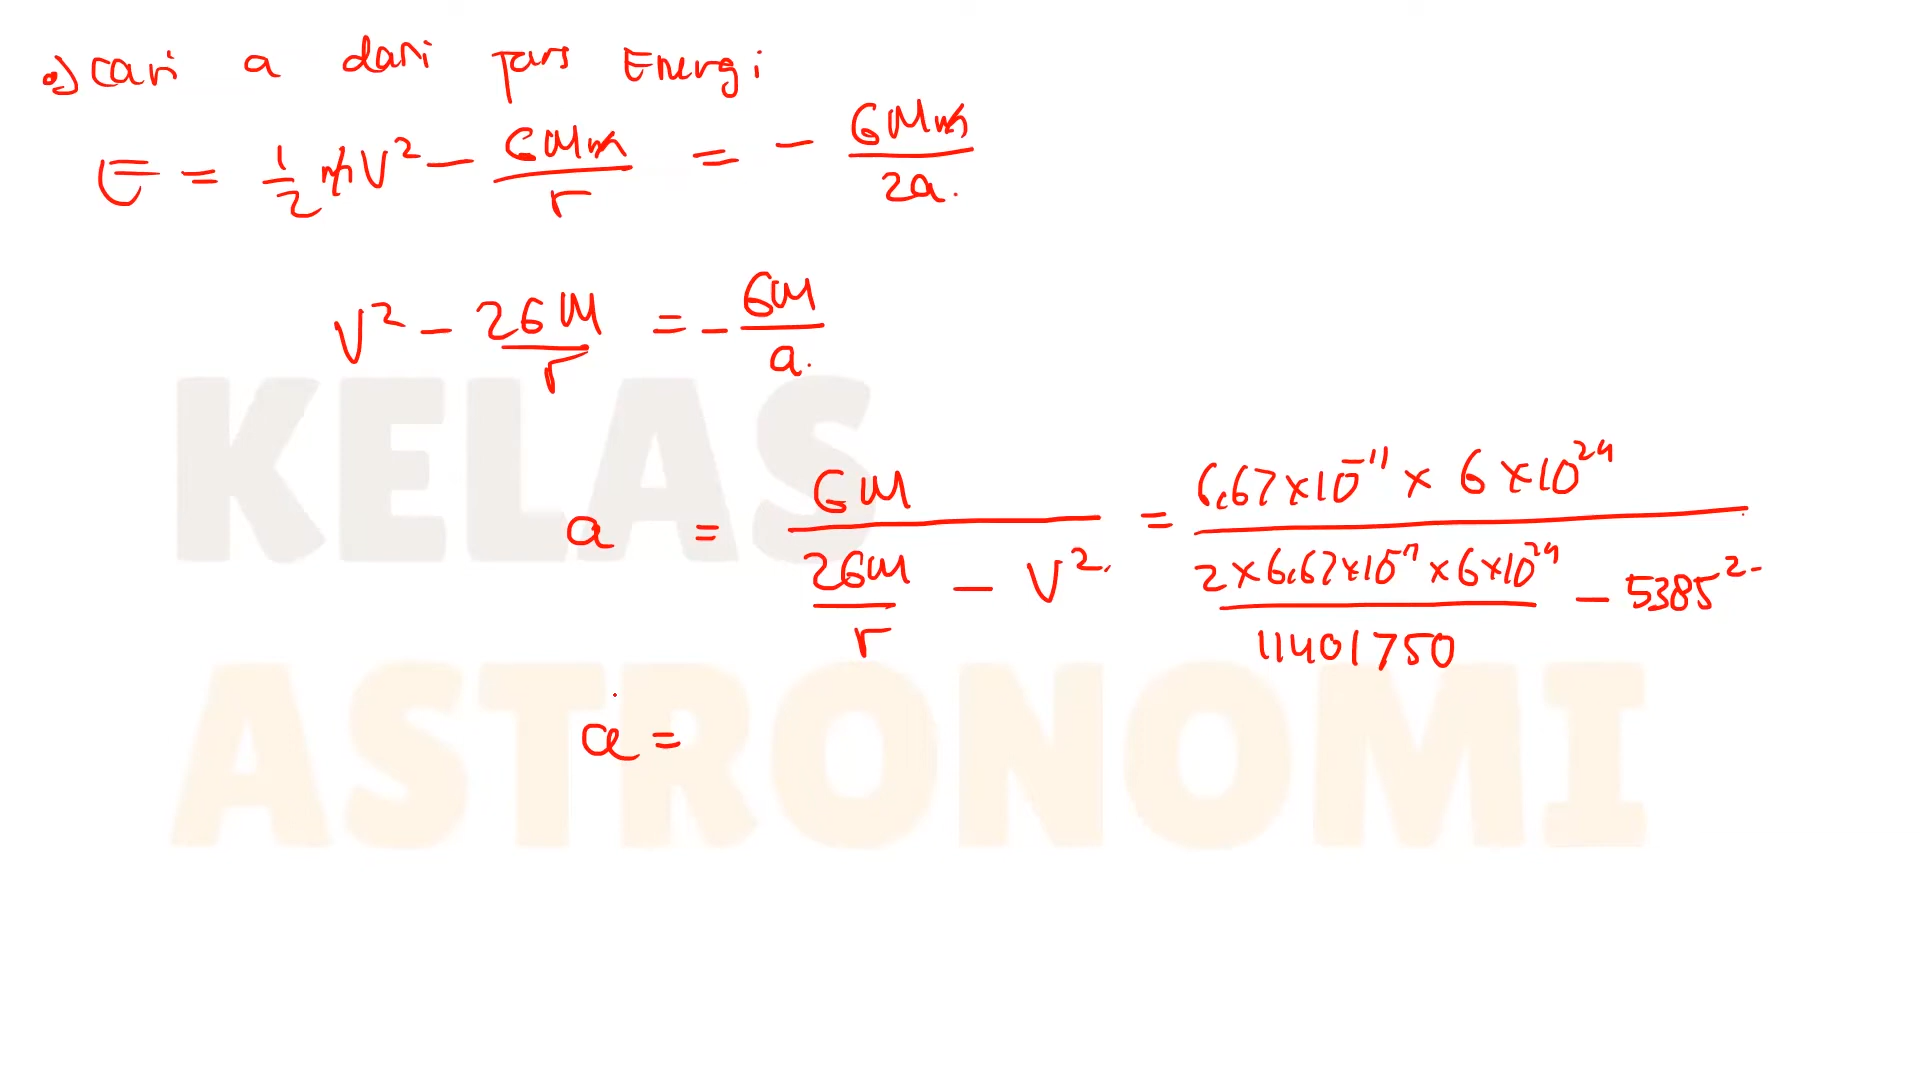 •) cari a dari pers Energi
E = 1/2 mV² - GMm/r = - GMm/2a.
V² - 2GM/r = - GM/a.
a = GM / (2GM/r - V²) = 6,67×10⁻¹¹ × 6×10²⁴ / (2×6,67×10⁻¹¹×6×10²⁴ / 11401750 - 5385²)
a =
KELAS
ASTRONOMI